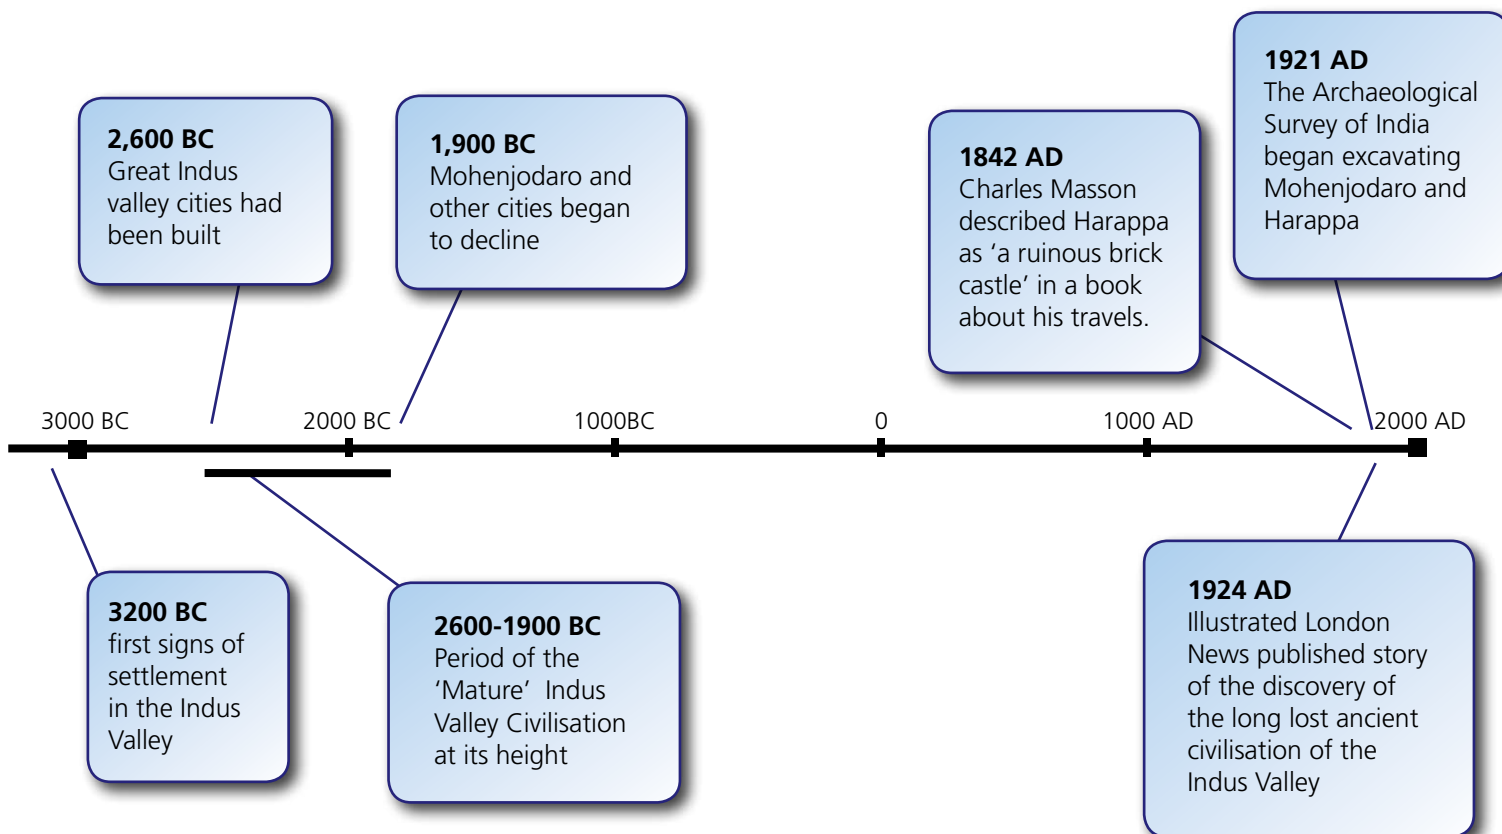 2,600 BC
Great Indus
valley cities had
been built
1,900 BC
Mohenjodaro and
other cities began
to decline
1842 AD
Charles Masson
described Harappa
as ‘a ruinous brick
castle’ in a book
about his travels.
1921 AD
The Archaeological
Survey of India
began excavating
Mohenjodaro and
Harappa
3000 BC
2000 BC
1000BC
0
1000 AD
2000 AD
3200 BC
first signs of
settlement
in the Indus
Valley
2600-1900 BC
Period of the
‘Mature’ Indus
Valley Civilisation
at its height
1924 AD
Illustrated London
News published story
of the discovery of
the long lost ancient
civilisation of the
Indus Valley